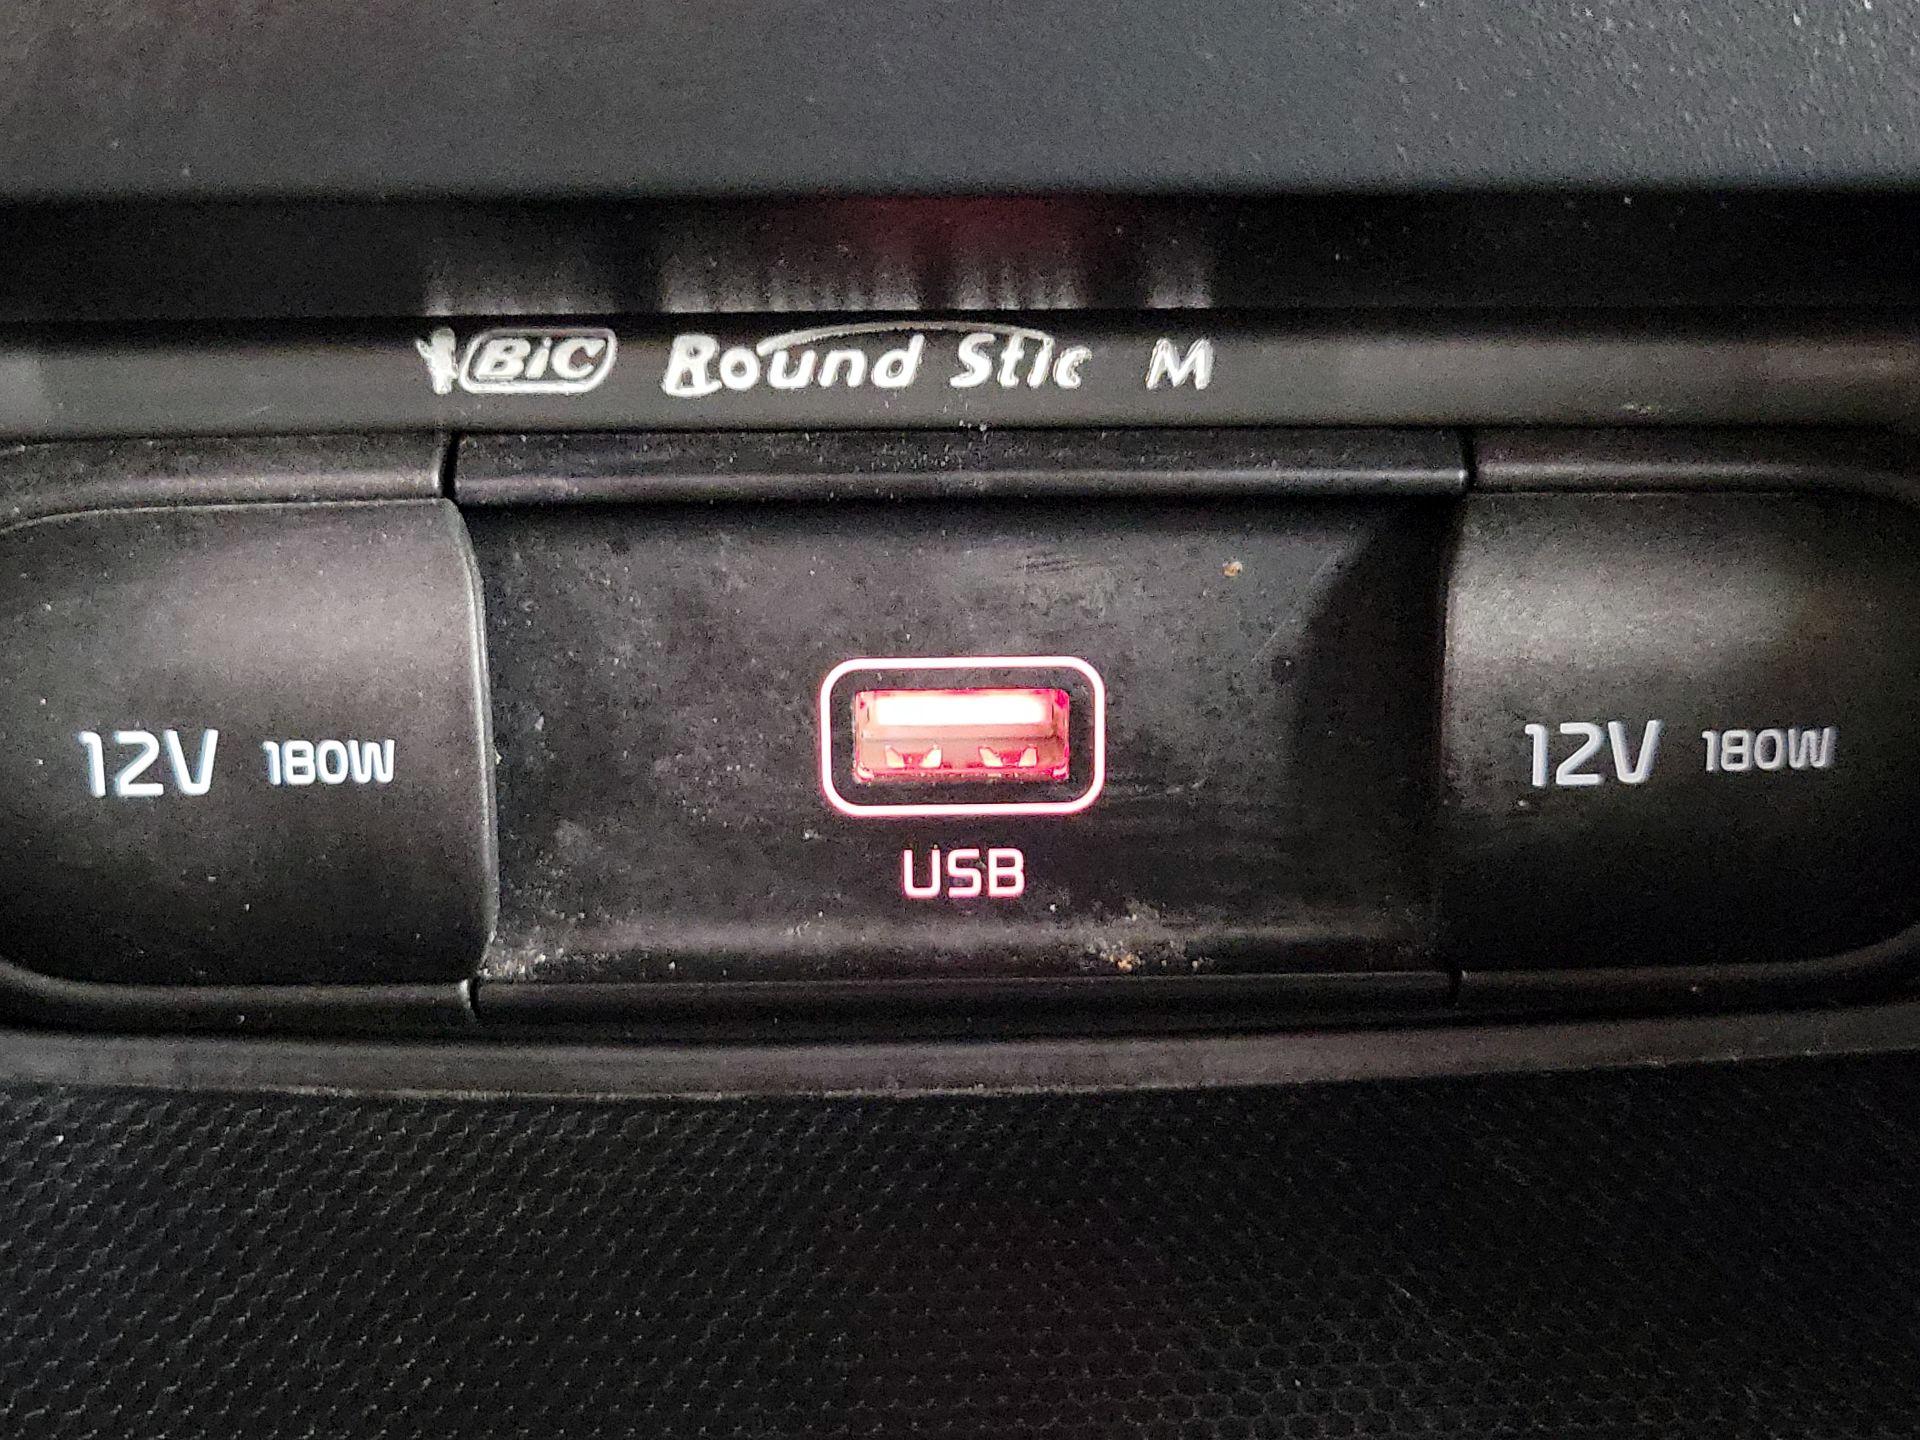 BIC Round Stic M
12V 180W
USB
12V 180W